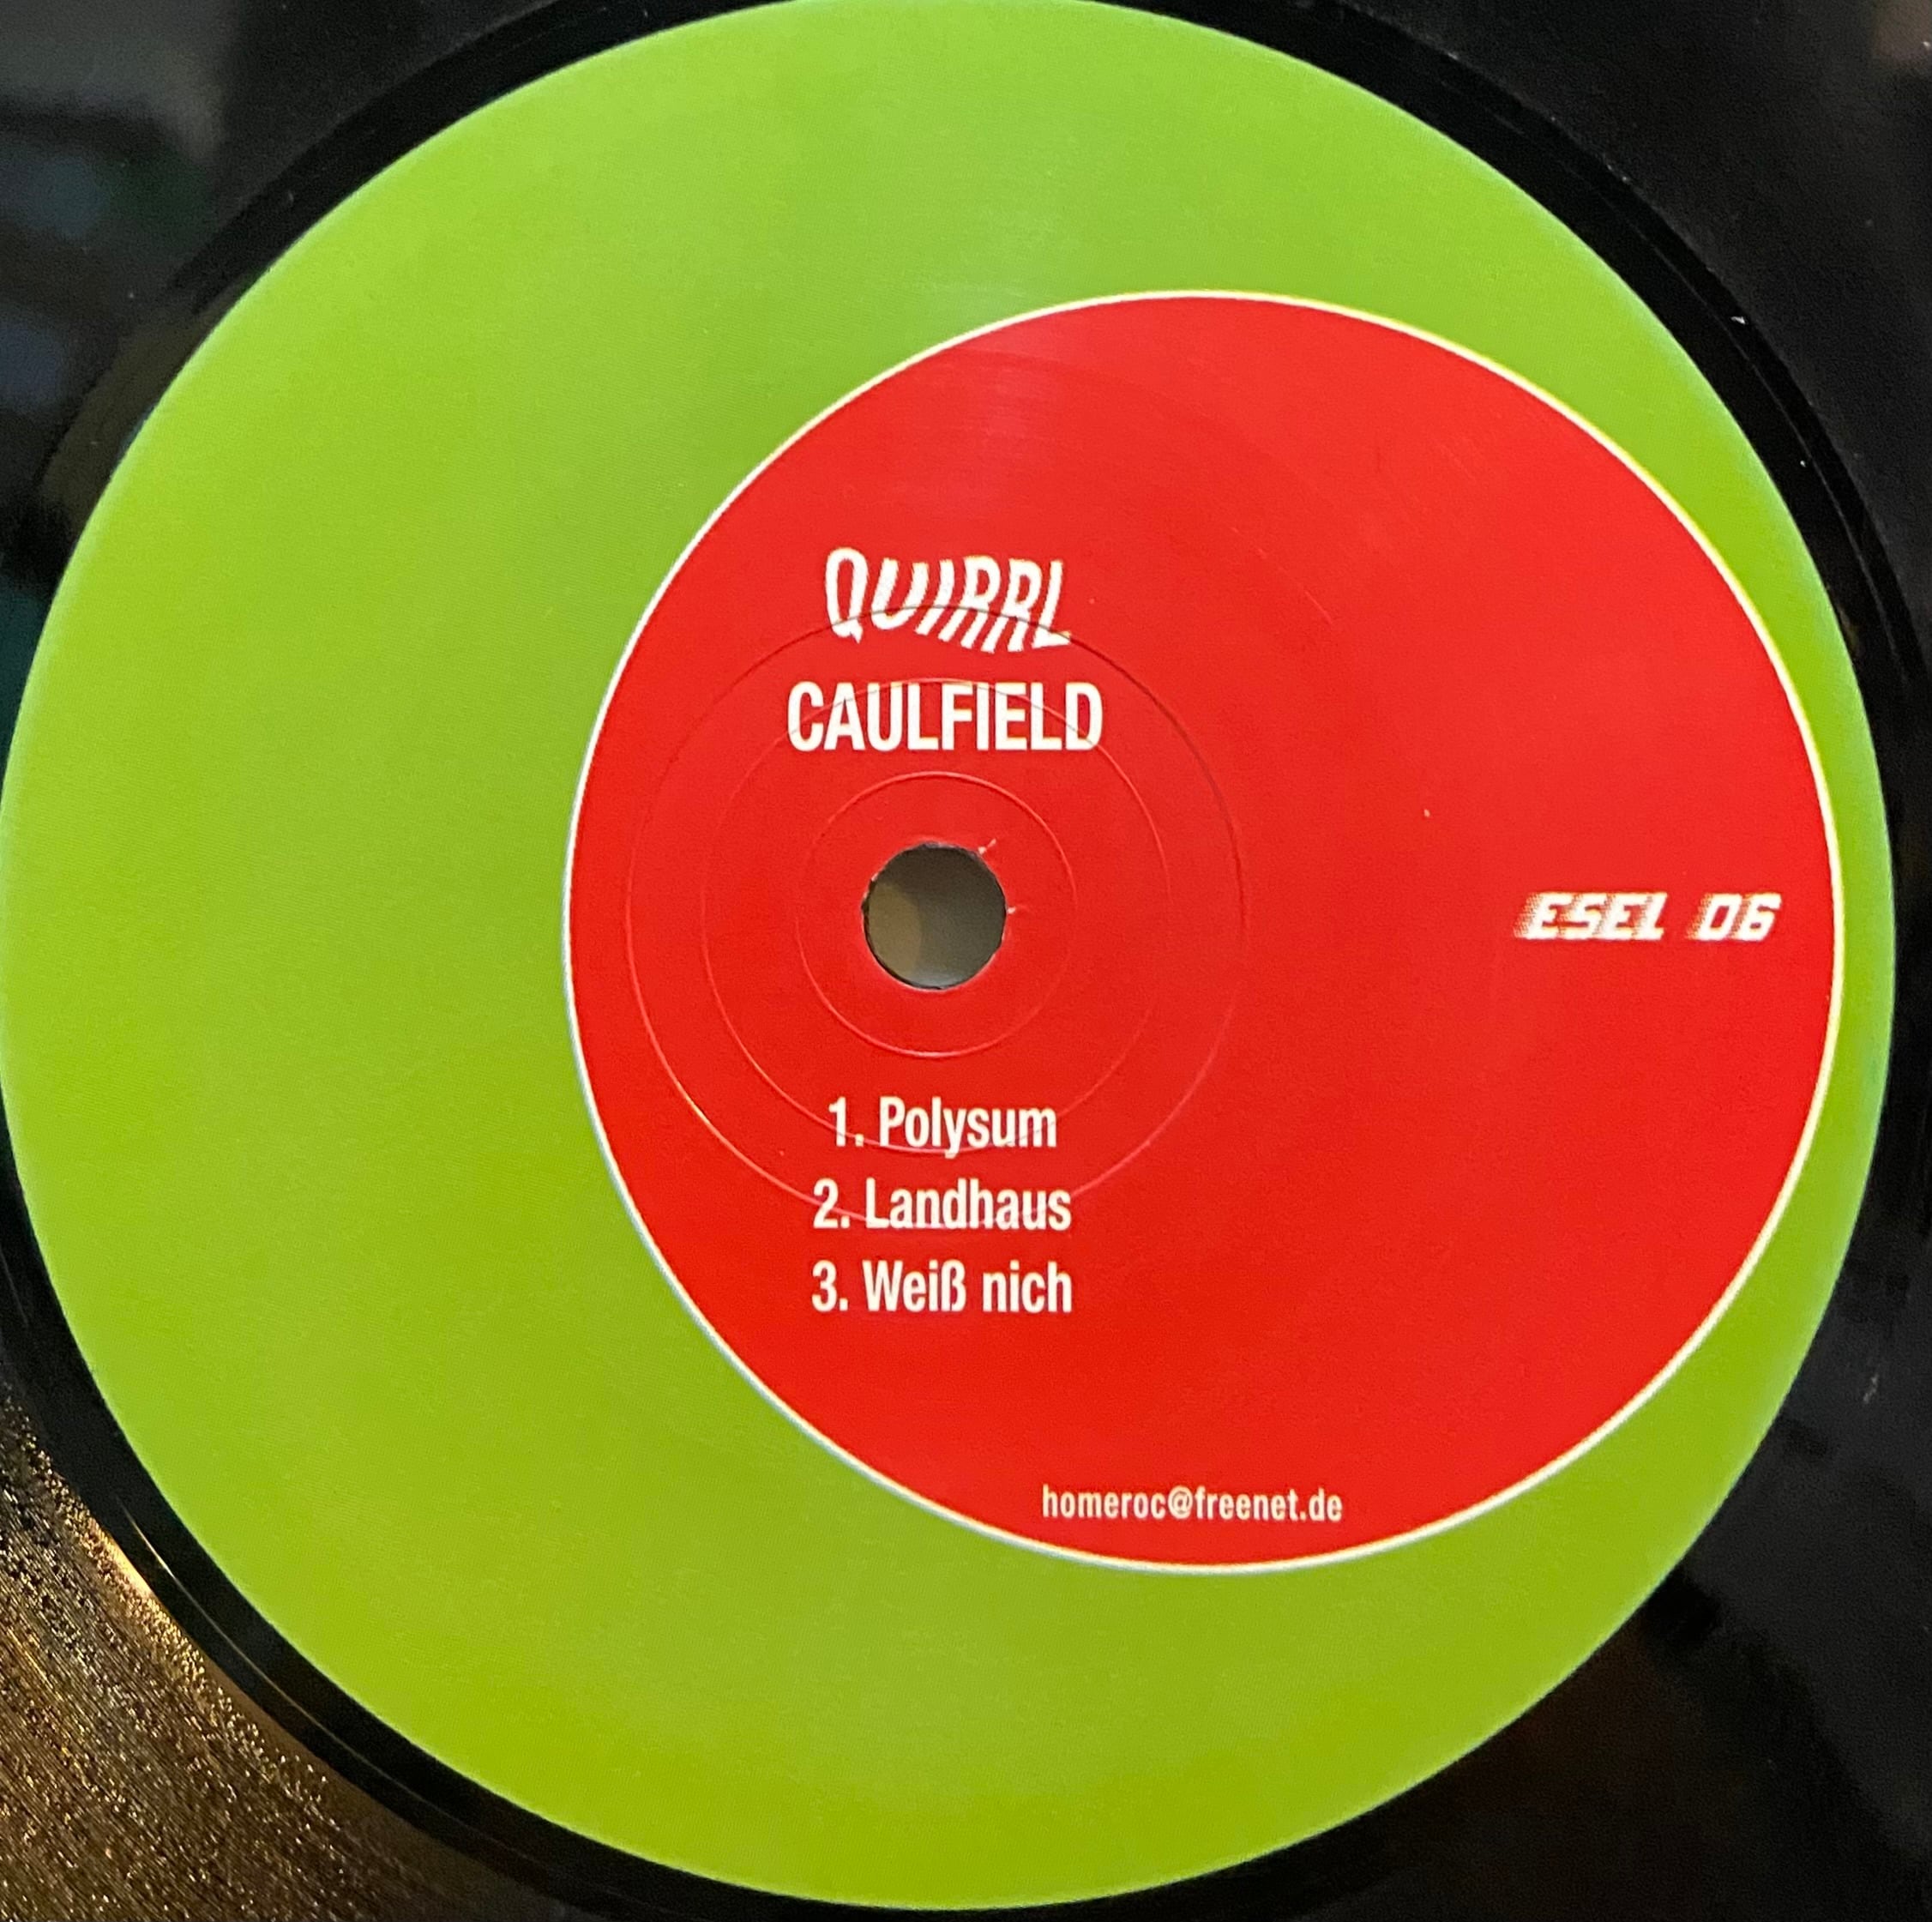 QUIRRL
CAULFIELD
ESEL 06
1. Polysum
2. Landhaus
3. Weiß nich
homeroc@freenet.de